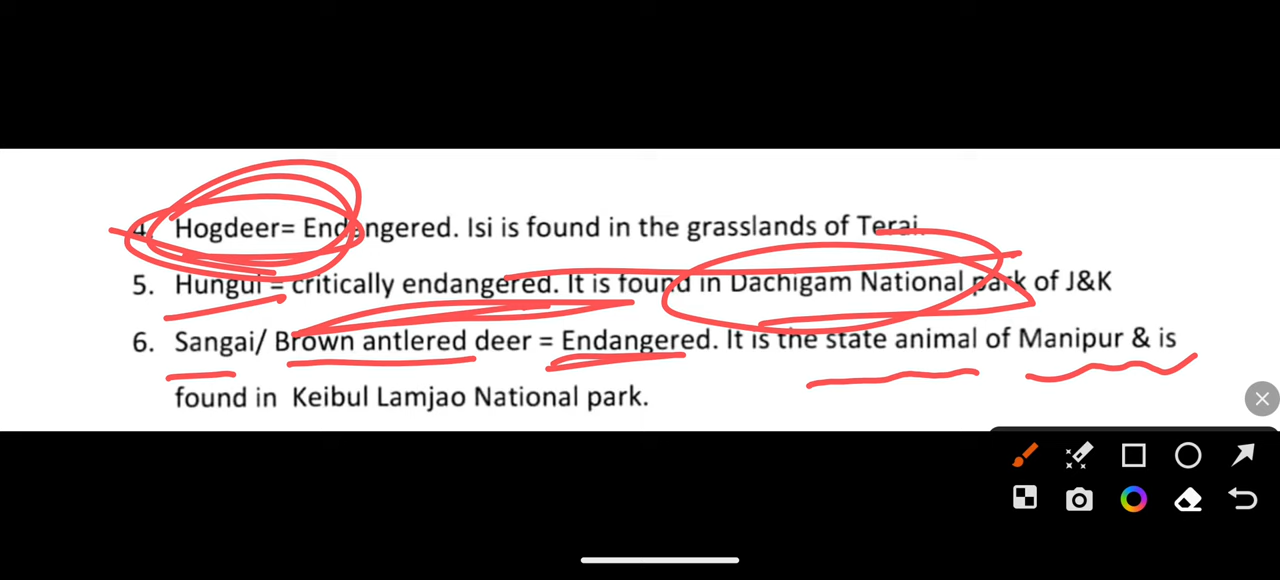 4. Hogdeer= Endangered. Isi is found in the grasslands of Terai.
5. Hungul = critically endangered. It is found in Dachigam National park of J&K
6. Sangai/ Brown antlered deer = Endangered. It is the state animal of Manipur & is
found in Keibul Lamjao National park.